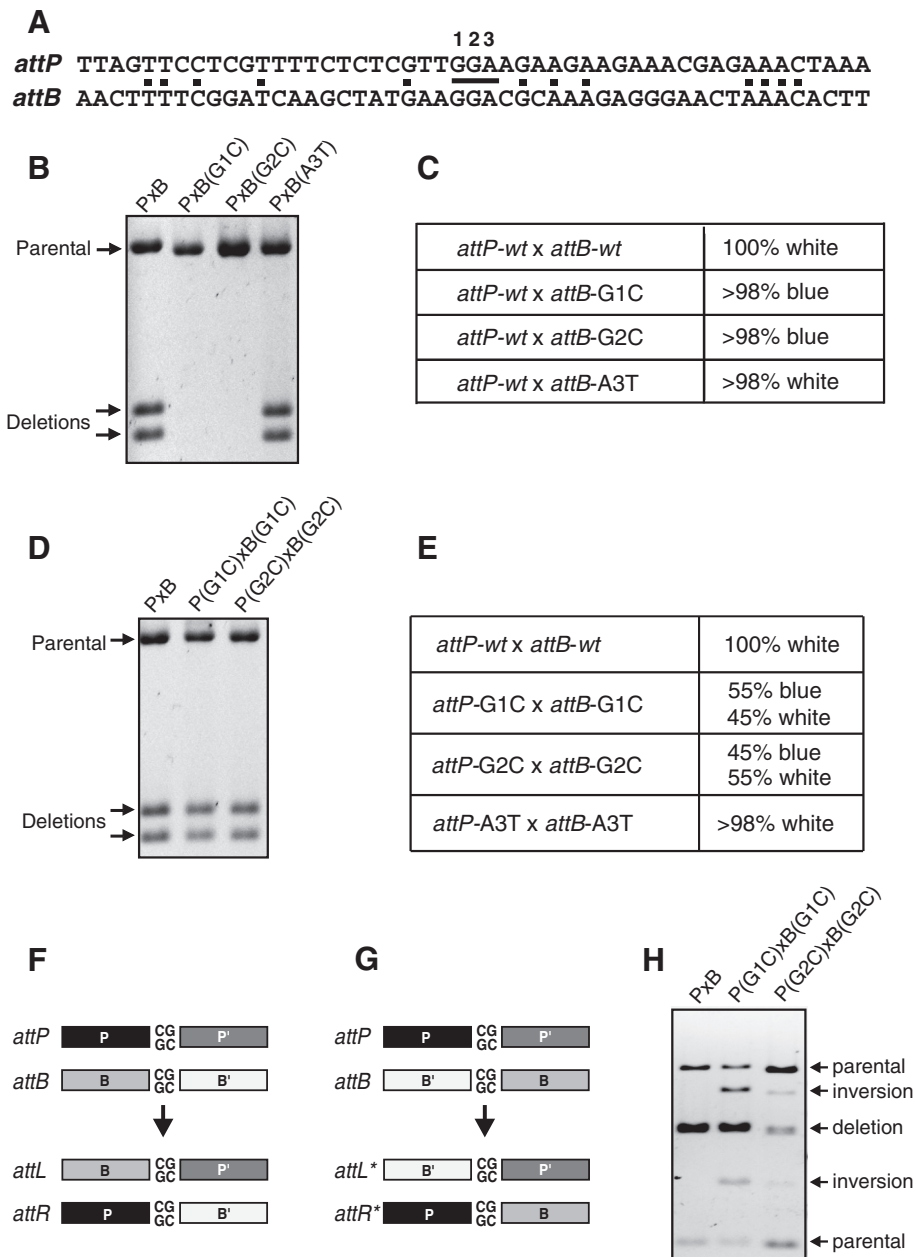 A
1 2 3
attP TTAGTTCCTCGTTTTCTCTCGTTGGAAGAAGAAGAAACGAGAAACTAAA
attB AACTTTTCGGATCAAGCTATGAAGGACGCAAAGAGGGAACTAAACACTT
B
PxB
PxB(G1C)
PxB(G2C)
PxB(A3T)
Parental
Deletions
C
attP-wt x attB-wt 100% white
attP-wt x attB-G1C >98% blue
attP-wt x attB-G2C >98% blue
attP-wt x attB-A3T >98% white
D
PxB
P(G1C)xB(G1C)
P(G2C)xB(G2C)
Parental
Deletions
E
attP-wt x attB-wt 100% white
attP-G1C x attB-G1C 55% blue
45% white
attP-G2C x attB-G2C 45% blue
55% white
attP-A3T x attB-A3T >98% white
F
attP P CG P'
GC
attB B CG B'
GC
attL B CG P'
GC
attR P CG B'
GC
G
attP P CG P'
GC
attB B' CG B
GC
attL* B' CG P'
GC
attR* P CG B
GC
H
PxB
P(G1C)xB(G1C)
P(G2C)xB(G2C)
parental
inversion
deletion
inversion
parental